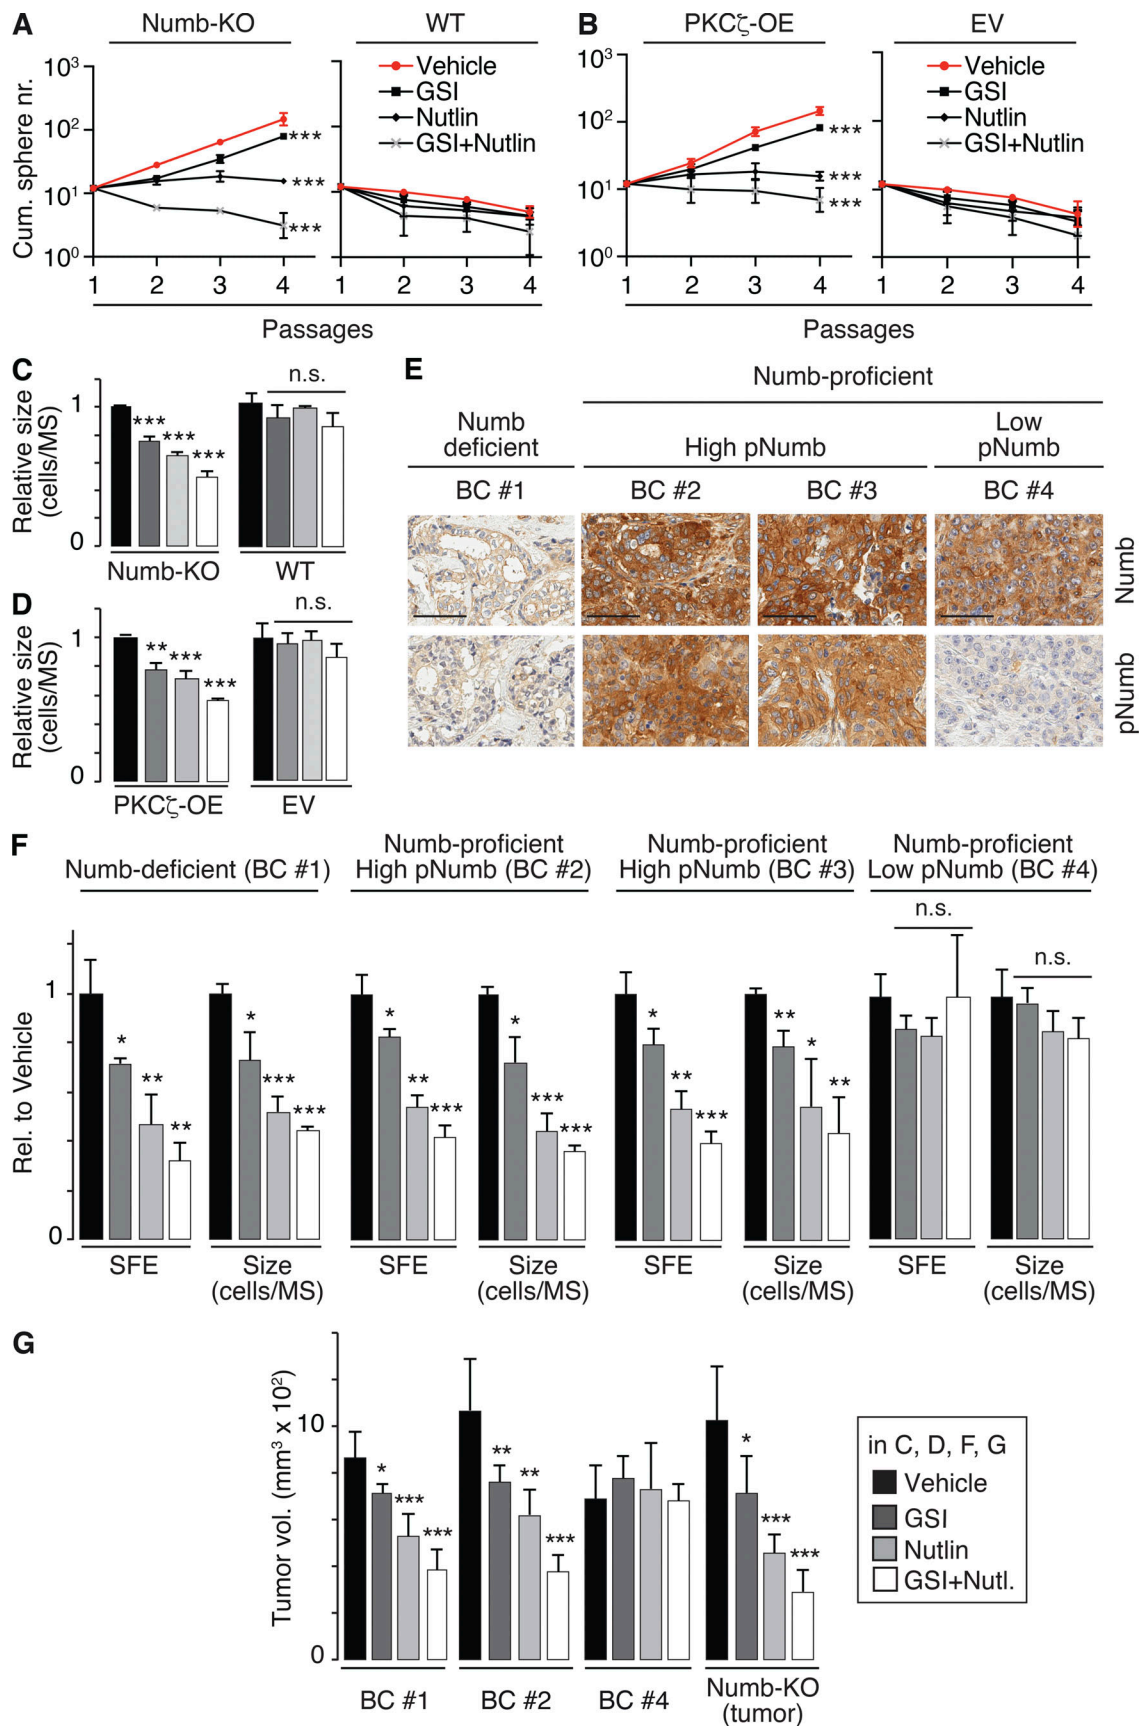 A
Numb-KO
WT
Cum. sphere nr.
10³
10²
10¹
10⁰
Vehicle
GSI
Nutlin
GSI+Nutlin
***
***
***
1 2 3 4
1 2 3 4
Passages
B
PKCζ-OE
EV
10³
10²
10¹
10⁰
Vehicle
GSI
Nutlin
GSI+Nutlin
***
***
***
1 2 3 4
1 2 3 4
Passages
C
Relative size
(cells/MS)
1
0
*** *** ***
n.s.
Numb-KO
WT
D
Relative size
(cells/MS)
1
0
** *** ***
n.s.
PKCζ-OE
EV
E
Numb-proficient
Numb
deficient
High pNumb
Low
pNumb
BC #1
BC #2
BC #3
BC #4
Numb
pNumb
F
Numb-deficient (BC #1)
Numb-proficient
High pNumb (BC #2)
Numb-proficient
High pNumb (BC #3)
Numb-proficient
Low pNumb (BC #4)
Rel. to Vehicle
1
0
* ** **
* *** ***
* ** ***
* *** ***
* ** ***
** * **
n.s.
n.s.
SFE
Size
(cells/MS)
SFE
Size
(cells/MS)
SFE
Size
(cells/MS)
SFE
Size
(cells/MS)
G
Tumor vol. (mm³ x 10²)
10
0
* *** ***
** ** ***
* *** ***
BC #1
BC #2
BC #4
Numb-KO
(tumor)
in C, D, F, G
Vehicle
GSI
Nutlin
GSI+Nutl.